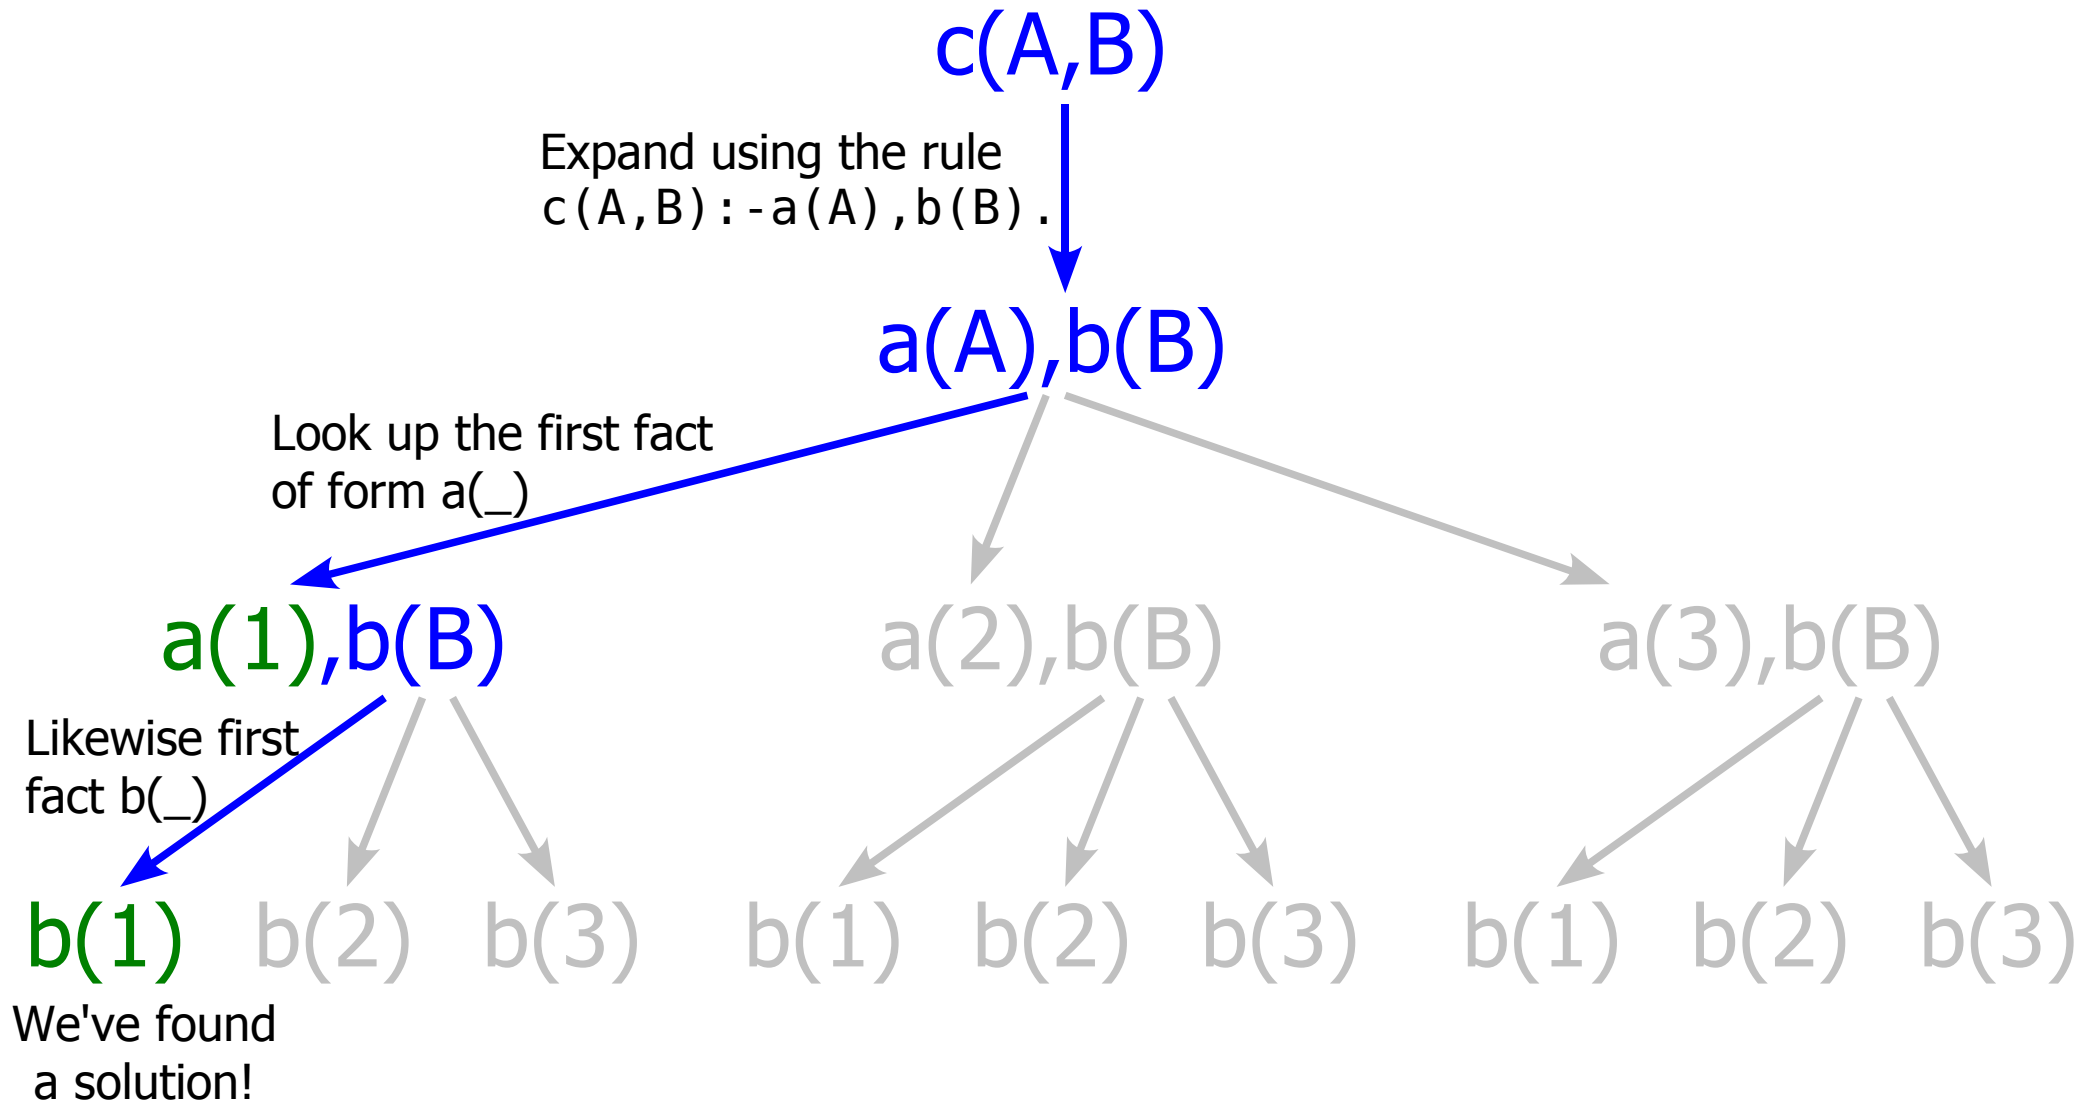 c(A,B)
Expand using the rule
c(A,B):-a(A),b(B).
a(A),b(B)
Look up the first fact
of form a(_)
a(1),b(B)
a(2),b(B)
a(3),b(B)
Likewise first
fact b(_)
b(1)
b(2)
b(3)
b(1)
b(2)
b(3)
b(1)
b(2)
b(3)
We've found
a solution!